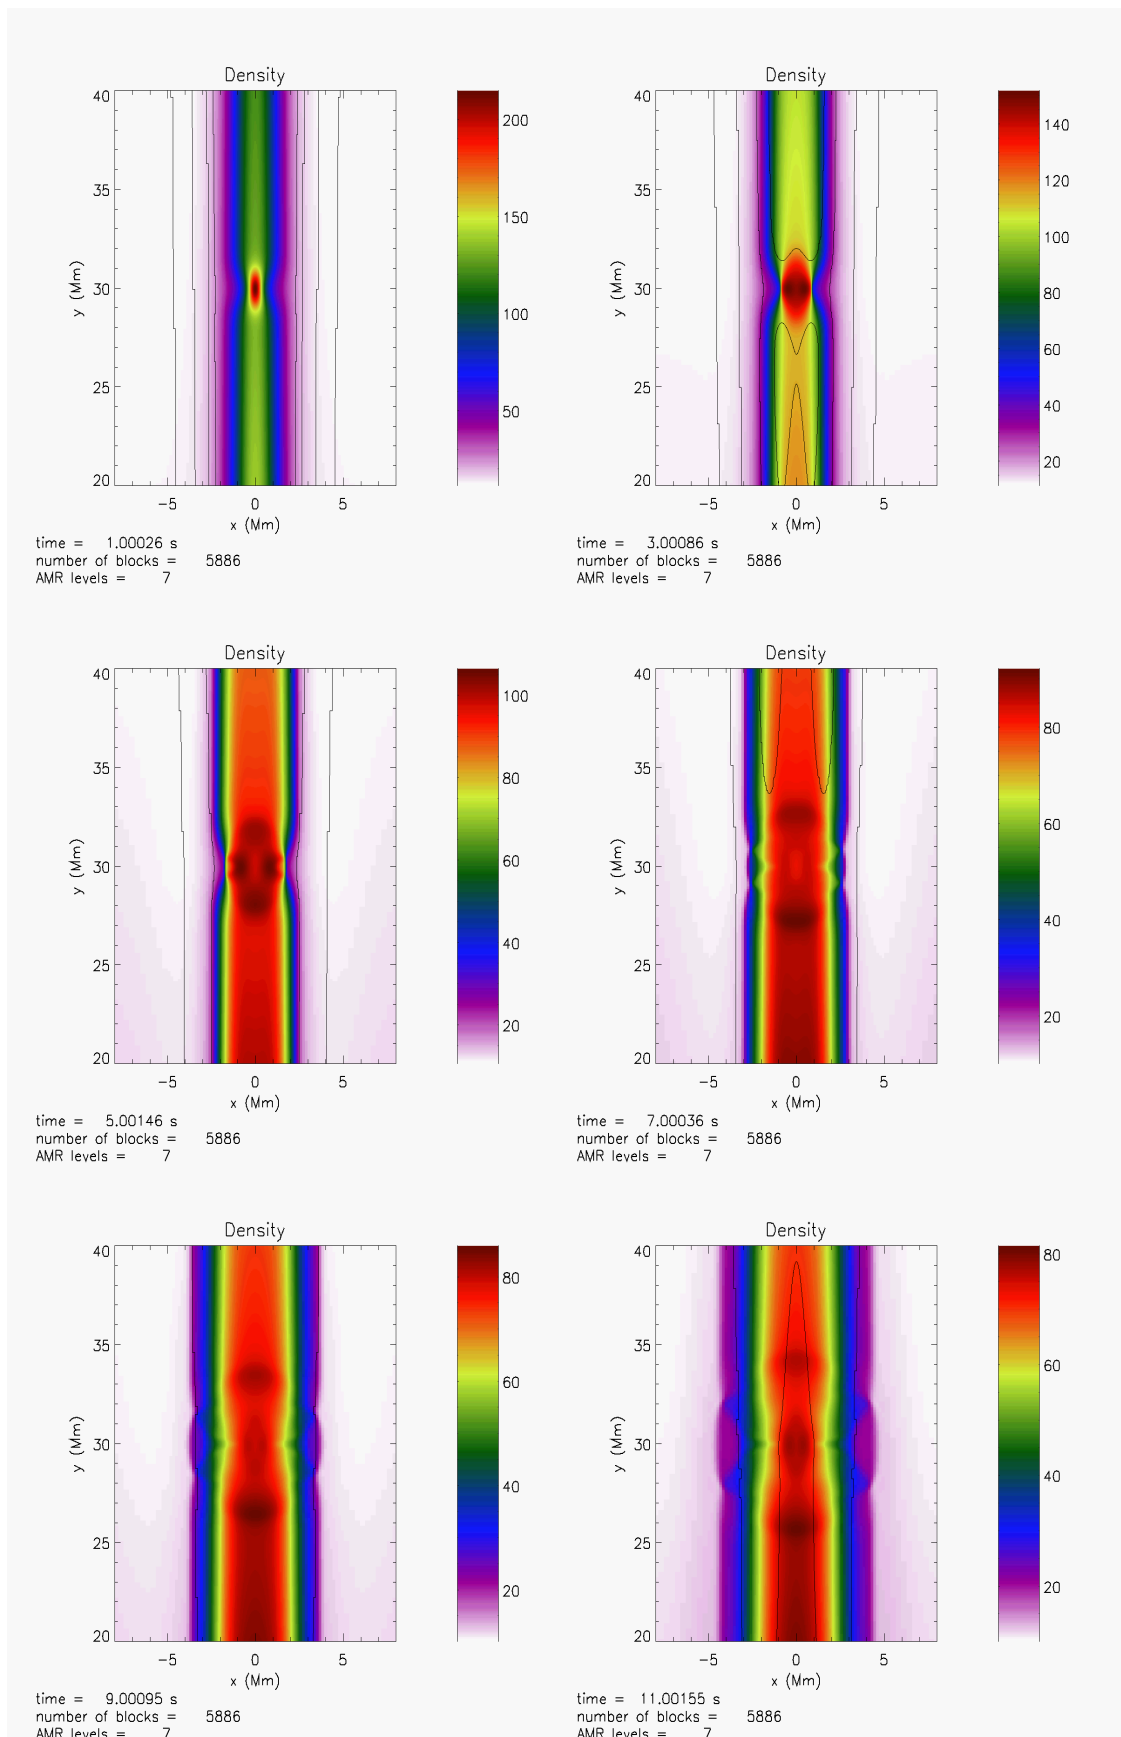 Density
40
35
30
25
20
y (Mm)
-5 0 5
x (Mm)
200
150
100
50
time = 1.00026 s
number of blocks = 5886
AMR levels = 7
Density
40
35
30
25
20
y (Mm)
-5 0 5
x (Mm)
140
120
100
80
60
40
20
time = 3.00086 s
number of blocks = 5886
AMR levels = 7
Density
40
35
30
25
20
y (Mm)
-5 0 5
x (Mm)
100
80
60
40
20
time = 5.00146 s
number of blocks = 5886
AMR levels = 7
Density
40
35
30
25
20
y (Mm)
-5 0 5
x (Mm)
80
60
40
20
time = 7.00036 s
number of blocks = 5886
AMR levels = 7
Density
40
35
30
25
20
y (Mm)
-5 0 5
x (Mm)
80
60
40
20
time = 9.00095 s
number of blocks = 5886
AMR levels = 7
Density
40
35
30
25
20
y (Mm)
-5 0 5
x (Mm)
80
60
40
20
time = 11.00155 s
number of blocks = 5886
AMR levels = 7